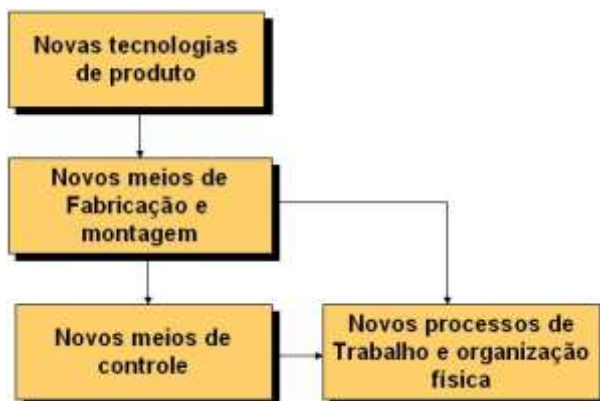 Novas tecnologias
de produto
Novos meios de
Fabricação e
montagem
Novos meios de
controle
Novos processos de
Trabalho e organização
física